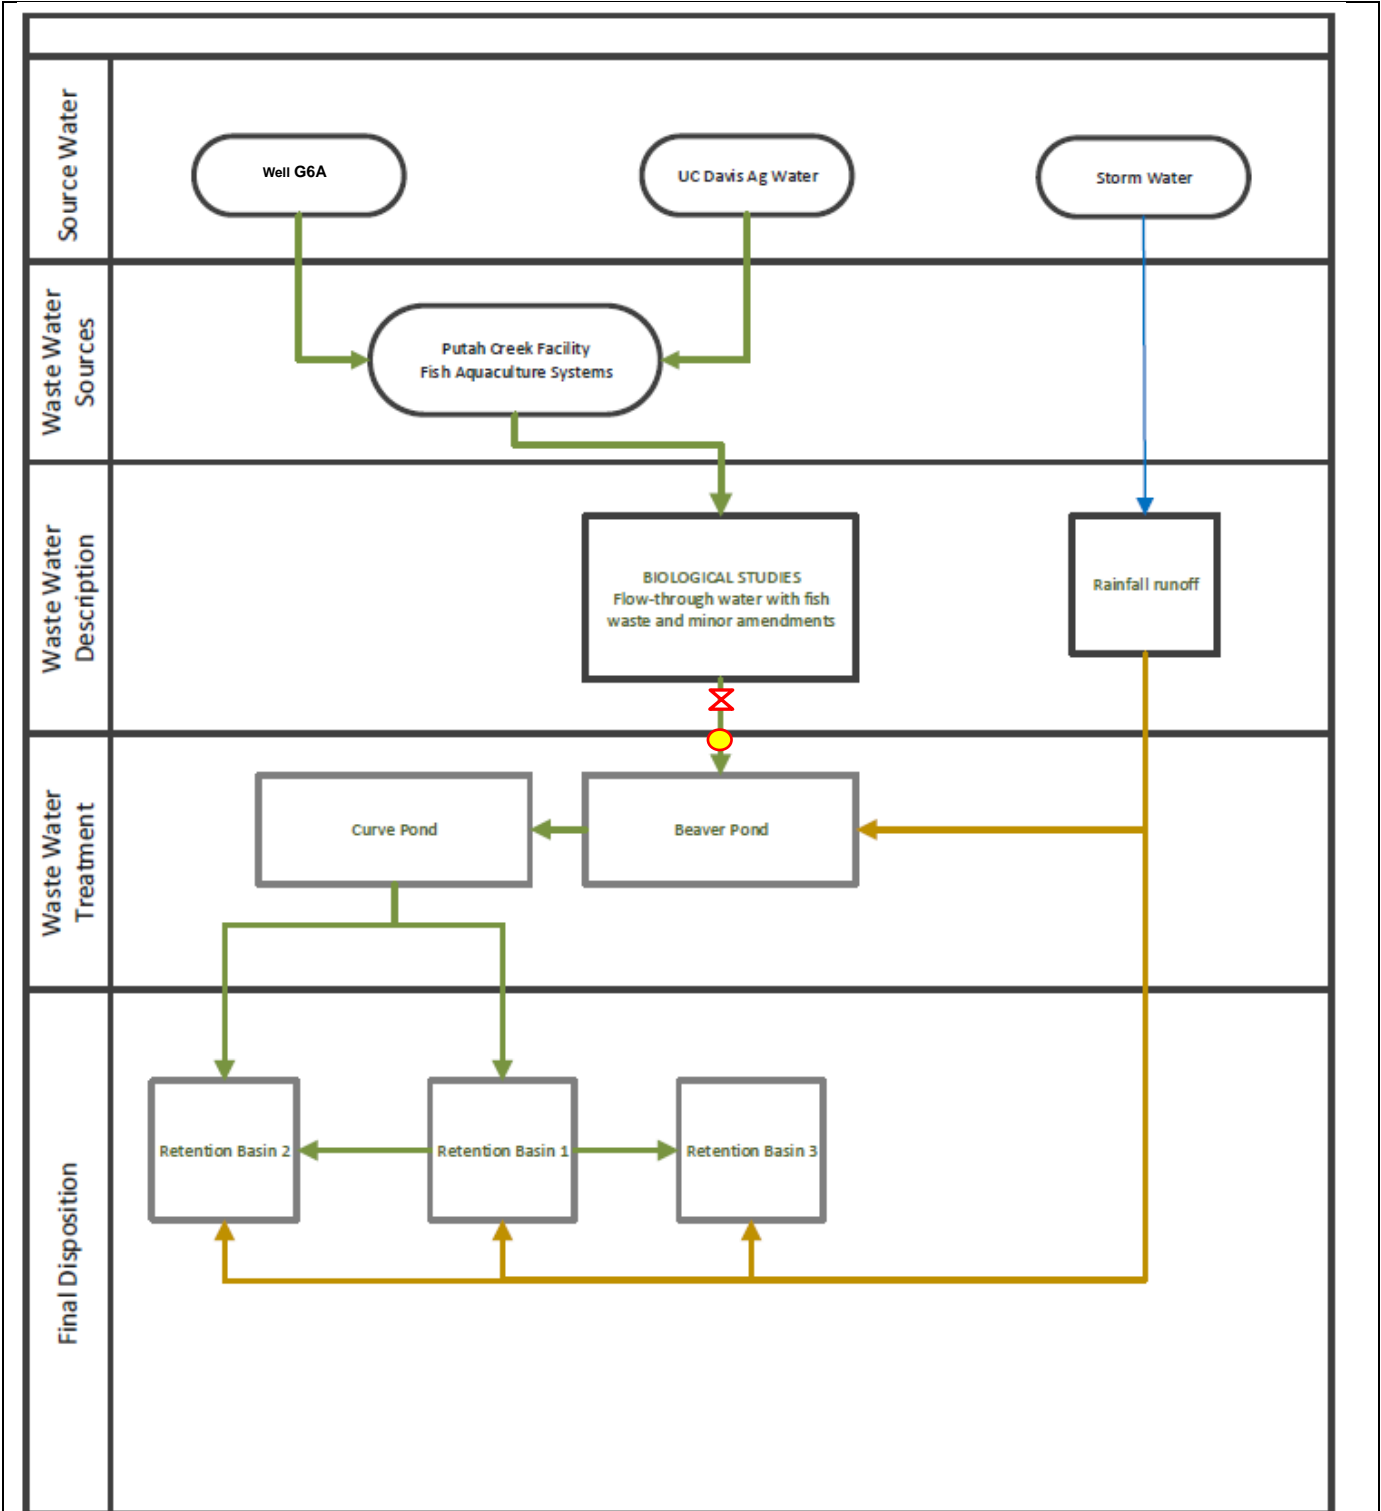 Source Water
Well G6A
UC Davis Ag Water
Storm Water
Waste Water
Sources
Putah Creek Facility
Fish Aquaculture Systems
Waste Water
Description
BIOLOGICAL STUDIES
Flow-through water with fish
waste and minor amendments
Rainfall runoff
Waste Water
Treatment
Curve Pond
Beaver Pond
Final Disposition
Retention Basin 2
Retention Basin 1
Retention Basin 3